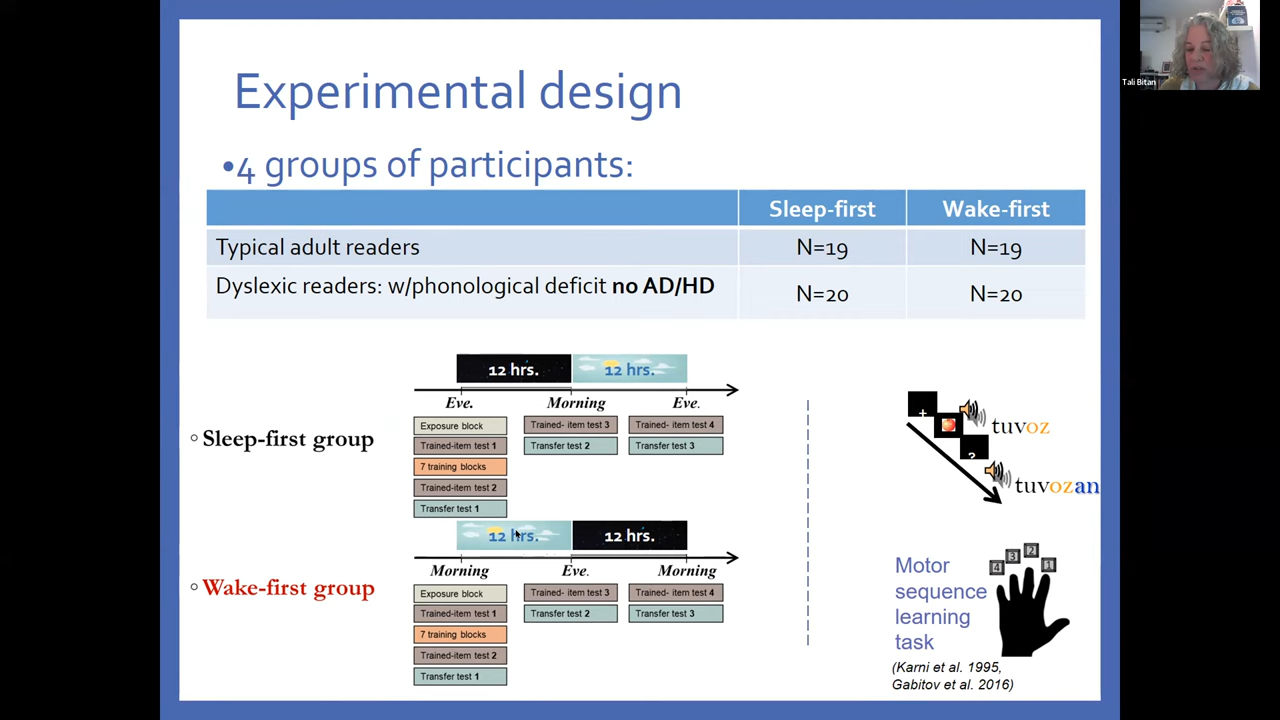 Experimental design
•4 groups of participants:
Sleep-first Wake-first
Typical adult readers N=19 N=19
Dyslexic readers: w/phonological deficit no AD/HD N=20 N=20
12 hrs. 12 hrs.
Eve. Morning Eve.
Sleep-first group
Exposure block Trained- item test 3 Trained- item test 4
Trained-item test 1 Transfer test 2 Transfer test 3
7 training blocks
Trained-item test 2
Transfer test 1
12 hrs. 12 hrs.
Morning Eve. Morning
Wake-first group
Exposure block Trained- item test 3 Trained- item test 4
Trained-item test 1 Transfer test 2 Transfer test 3
7 training blocks
Trained-item test 2
Transfer test 1
+
tuvoz
?
tuvozan
Motor
sequence
learning
task
4 3 2 1
(Karni et al. 1995,
Gabitov et al. 2016)
Tali Bitan